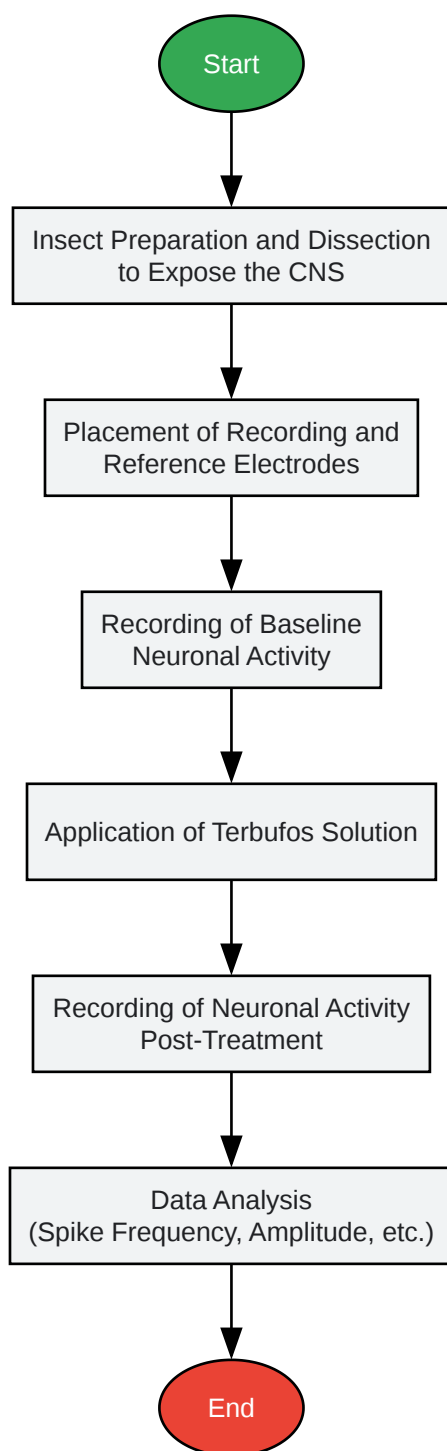 Start
Insect Preparation and Dissection
to Expose the CNS
Placement of Recording and
Reference Electrodes
Recording of Baseline
Neuronal Activity
Application of Terbufos Solution
Recording of Neuronal Activity
Post-Treatment
Data Analysis
(Spike Frequency, Amplitude, etc.)
End